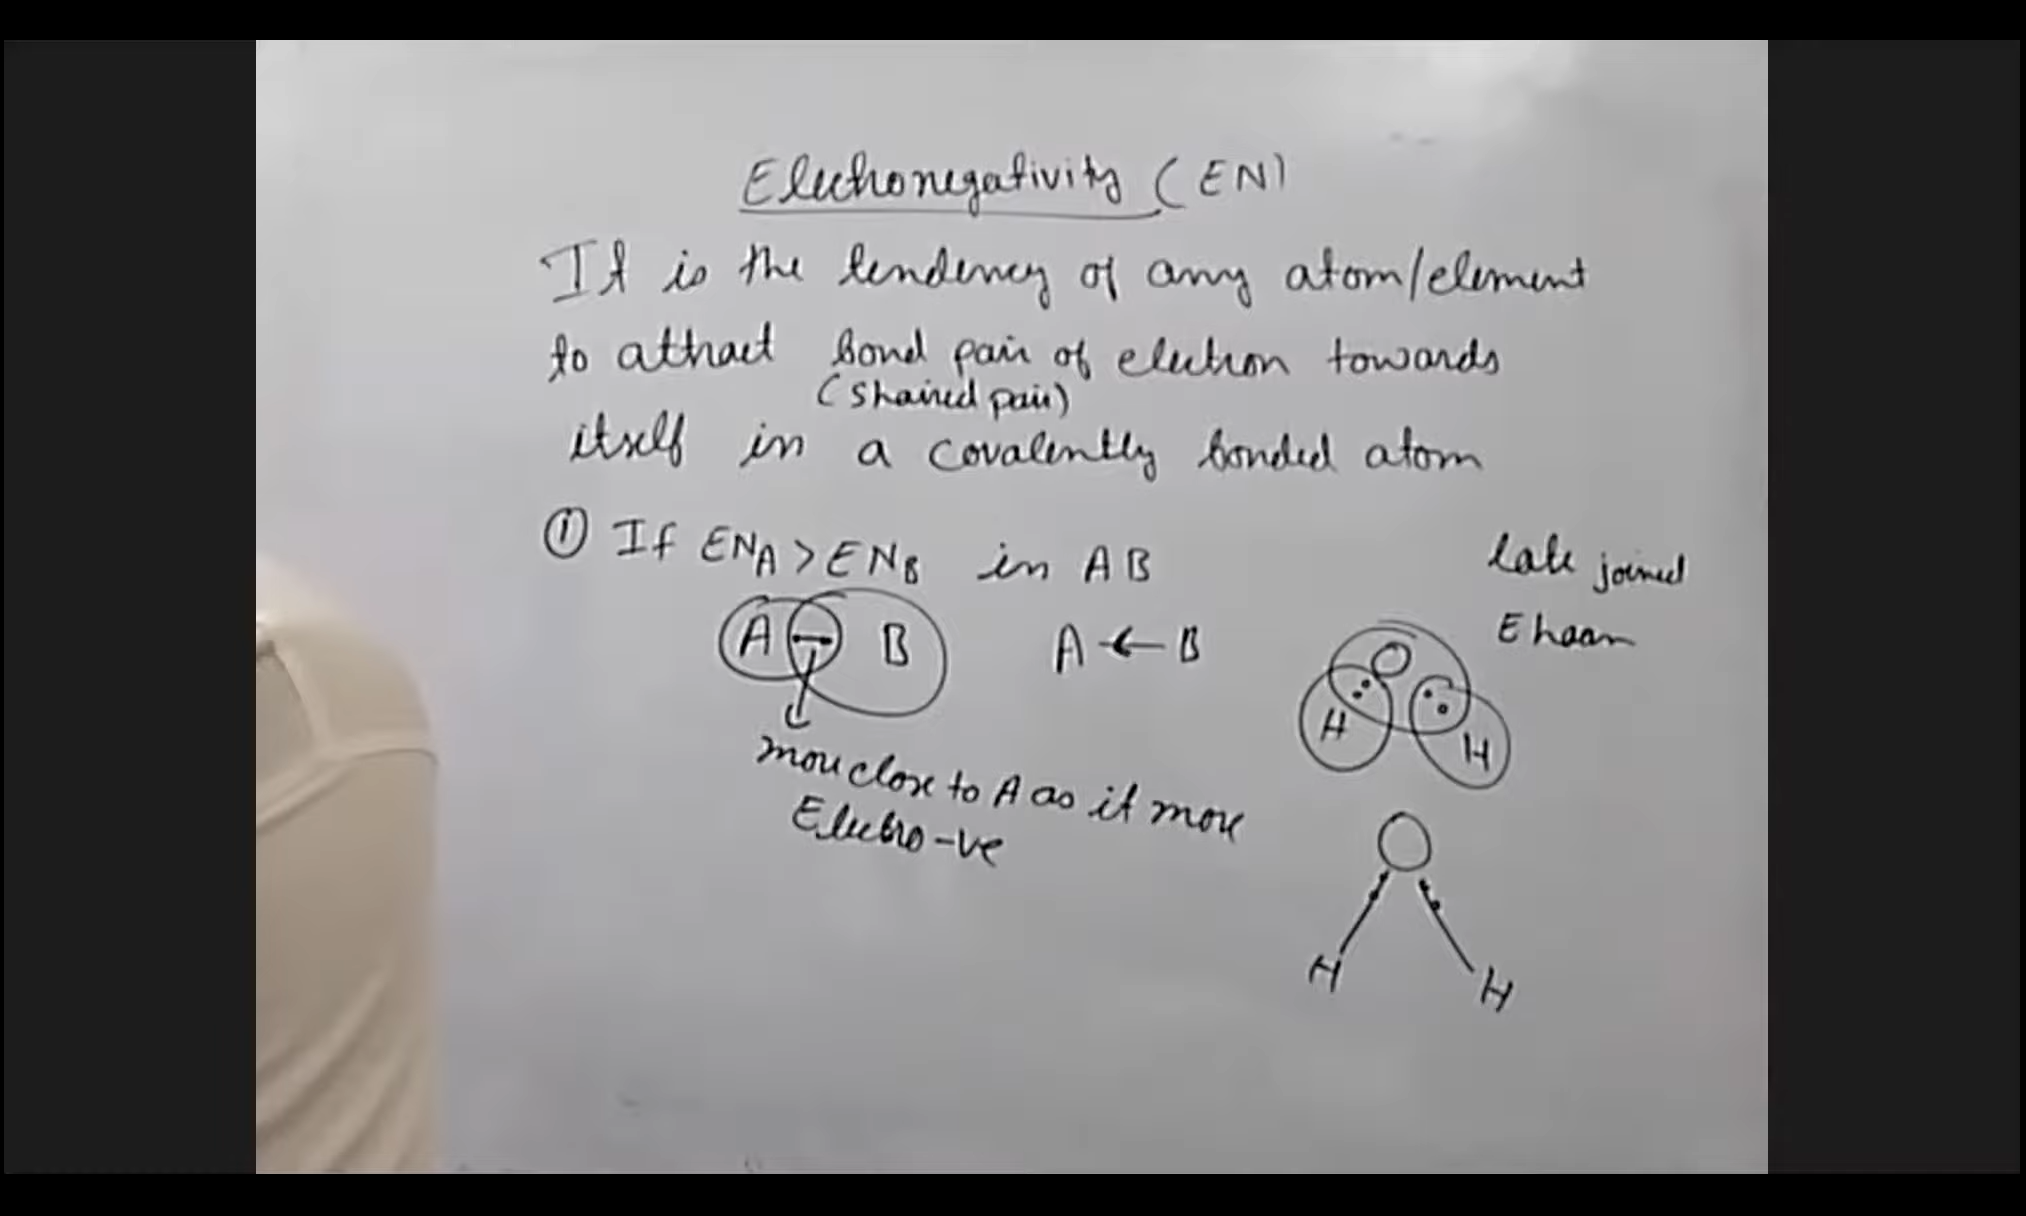 Electronegativity (EN)
It is the tendency of any atom/element
to attract bond pair of electron towards
(Shaired pair)
itself in a covalently bonded atom
① If ENA > ENB in AB
A B
A ← B
more close to A as it more
Electro-ve
late joined
Ehaan
O
H
H
O
H
H